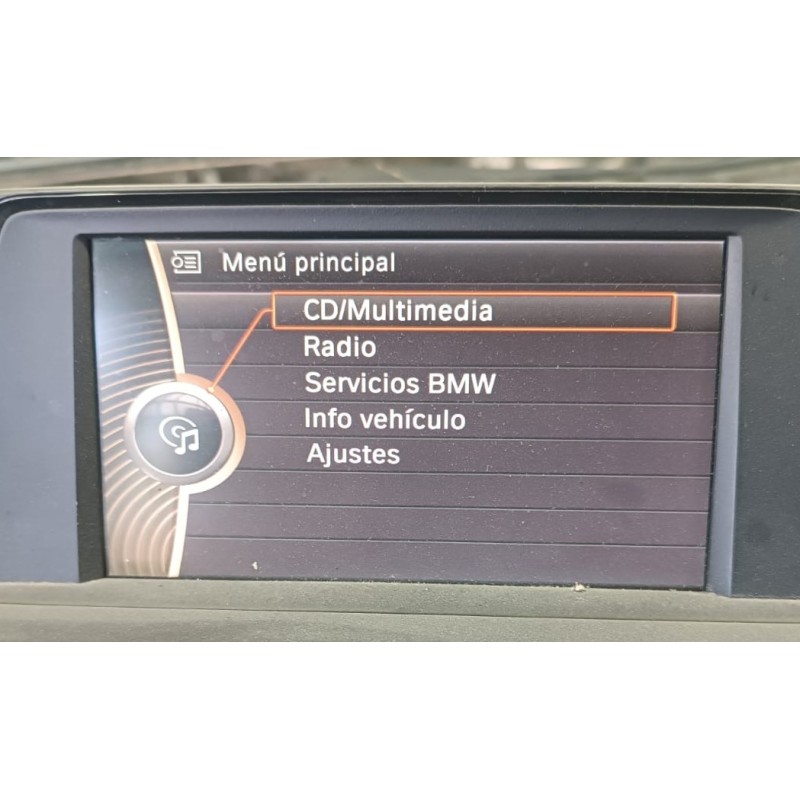 Menú principal
CD/Multimedia
Radio
Servicios BMW
Info vehículo
Ajustes